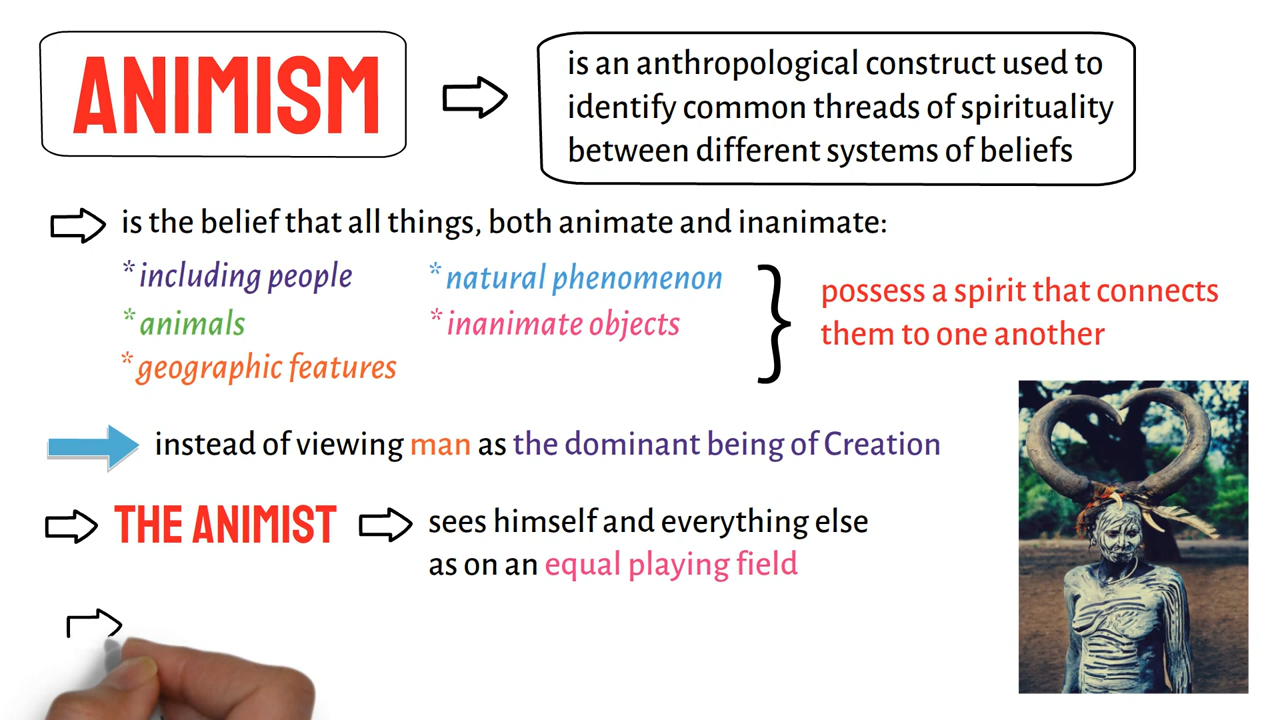 ANIMISM
is an anthropological construct used to
identify common threads of spirituality
between different systems of beliefs
is the belief that all things, both animate and inanimate:
* including people
* natural phenomenon
* animals
* inanimate objects
* geographic features
possess a spirit that connects
them to one another
instead of viewing man as the dominant being of Creation
THE ANIMIST
sees himself and everything else
as on an equal playing field